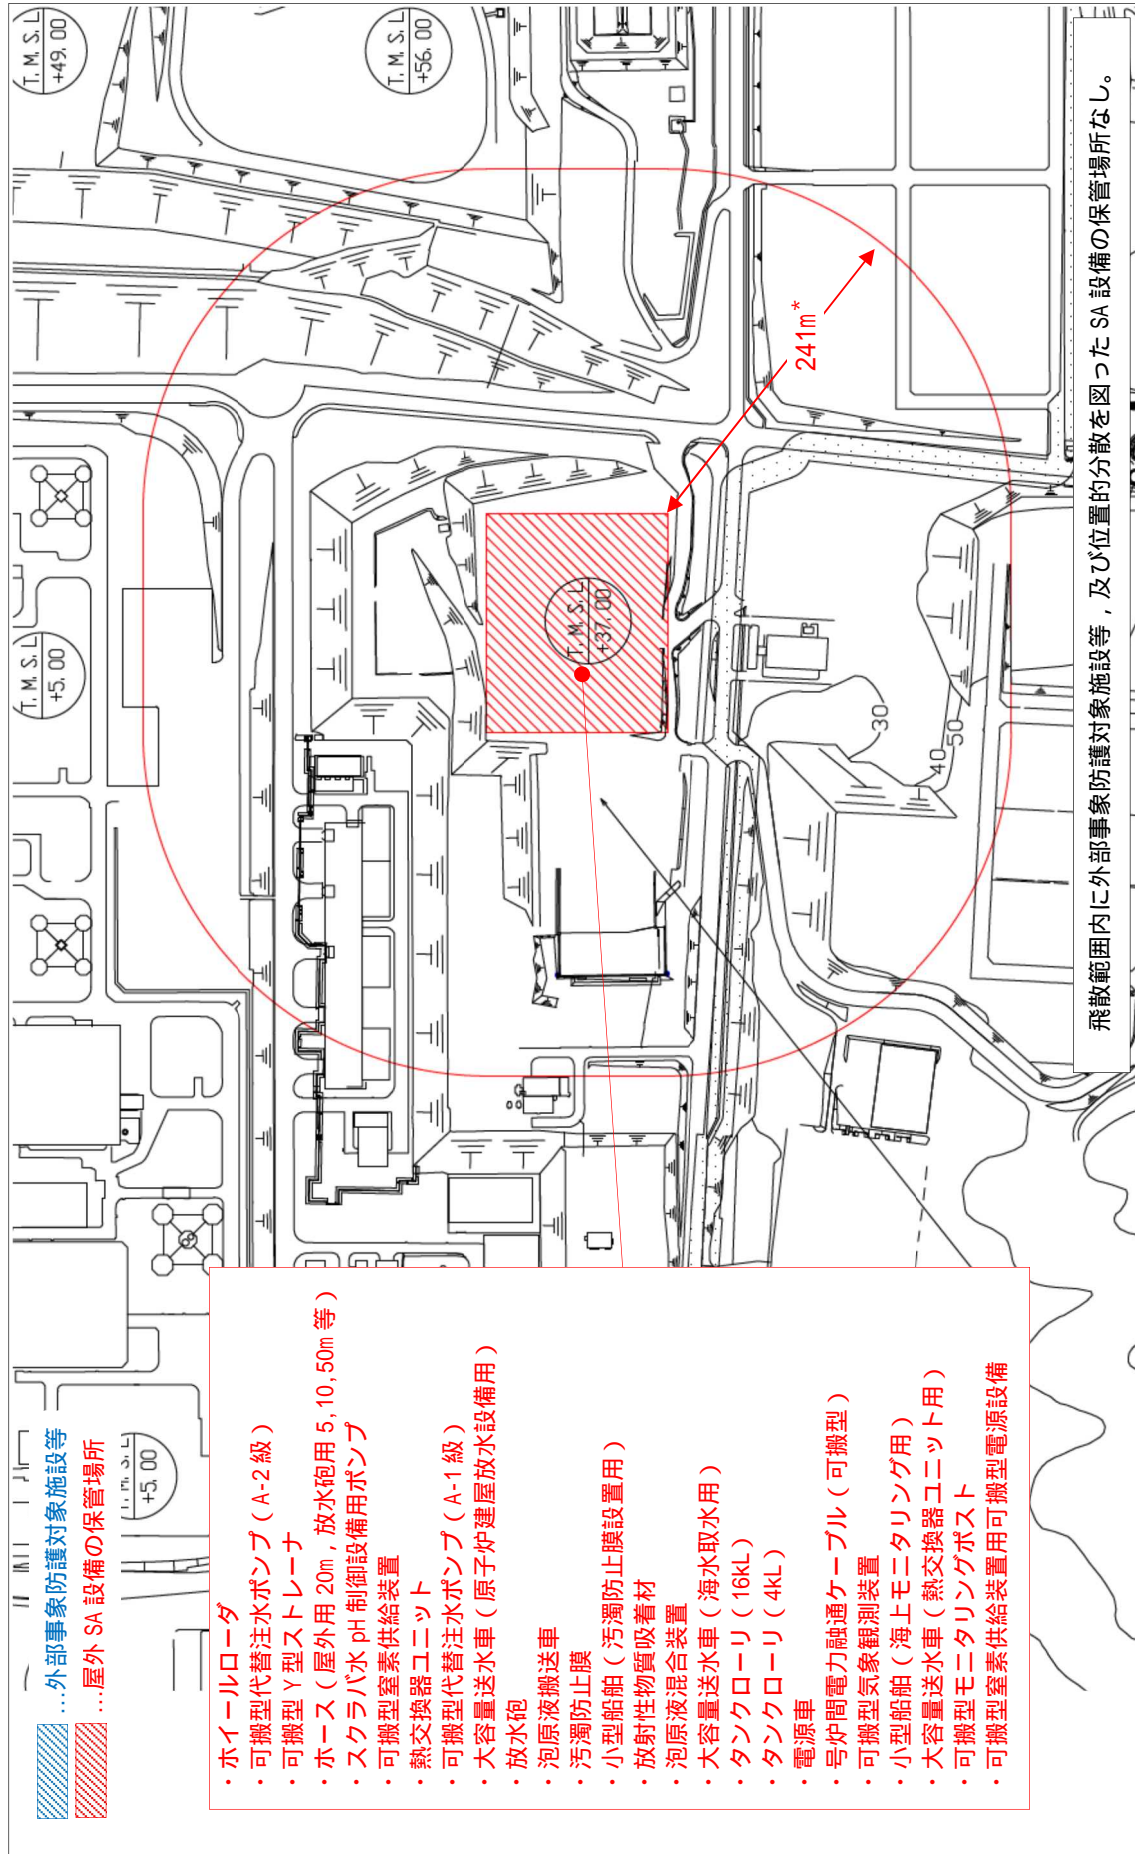 …外部事象防護対象施設等
…屋外 SA 設備の保管場所
・ホイールローダ
・可搬型代替注水ポンプ（A-2 級）
・可搬型 Y 型ストレーナ
・ホース（屋外用 20m，放水砲用 5,10,50m 等）
・スクラバ水 pH 制御設備用ポンプ
・可搬型窒素供給装置
・熱交換器ユニット
・可搬型代替注水ポンプ（A-1 級）
・大容量送水車（原子炉建屋放水設備用）
・放水砲
・泡原液搬送車
・汚濁防止膜
・小型船舶（汚濁防止膜設置用）
・放射性物質吸着材
・泡原液混合装置
・大容量送水車（海水取水用）
・タンクローリ（16kL）
・タンクローリ（4kL）
・電源車
・号炉間電力融通ケーブル（可搬型）
・可搬型気象観測装置
・小型船舶（海上モニタリング用）
・大容量送水車（熱交換器ユニット用）
・可搬型モニタリングポスト
・可搬型窒素供給装置用可搬型電源設備
T.M.S.L
+5.00
T.M.S.L
+5.00
T.M.S.L
+49.00
T.M.S.L
+56.00
T.M.S.L
+37.00
241m*
30
40
50
飛散範囲内に外部事象防護対象施設等，及び位置的分散を図った SA 設備の保管場所なし。